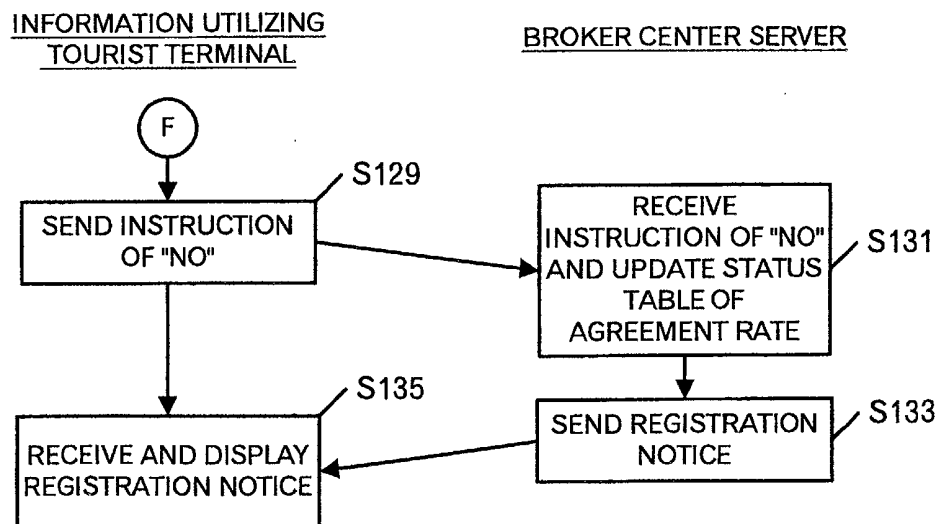 INFORMATION UTILIZING
TOURIST TERMINAL
BROKER CENTER SERVER
F
S129
SEND INSTRUCTION
OF "NO"
RECEIVE
INSTRUCTION OF "NO"
AND UPDATE STATUS
TABLE OF
AGREEMENT RATE
S131
S135
RECEIVE AND DISPLAY
REGISTRATION NOTICE
SEND REGISTRATION
NOTICE
S133